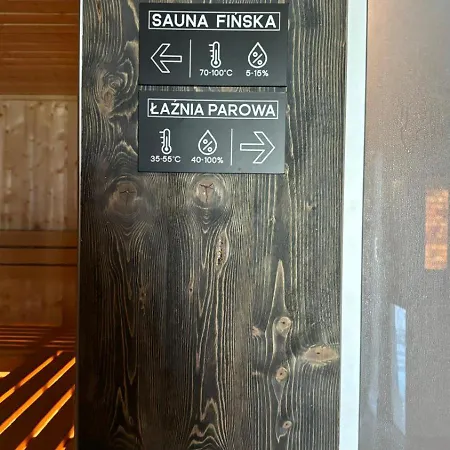 SAUNA FIŃSKA
70-100°C 5-15%
ŁAŹNIA PAROWA
35-55°C 40-100%